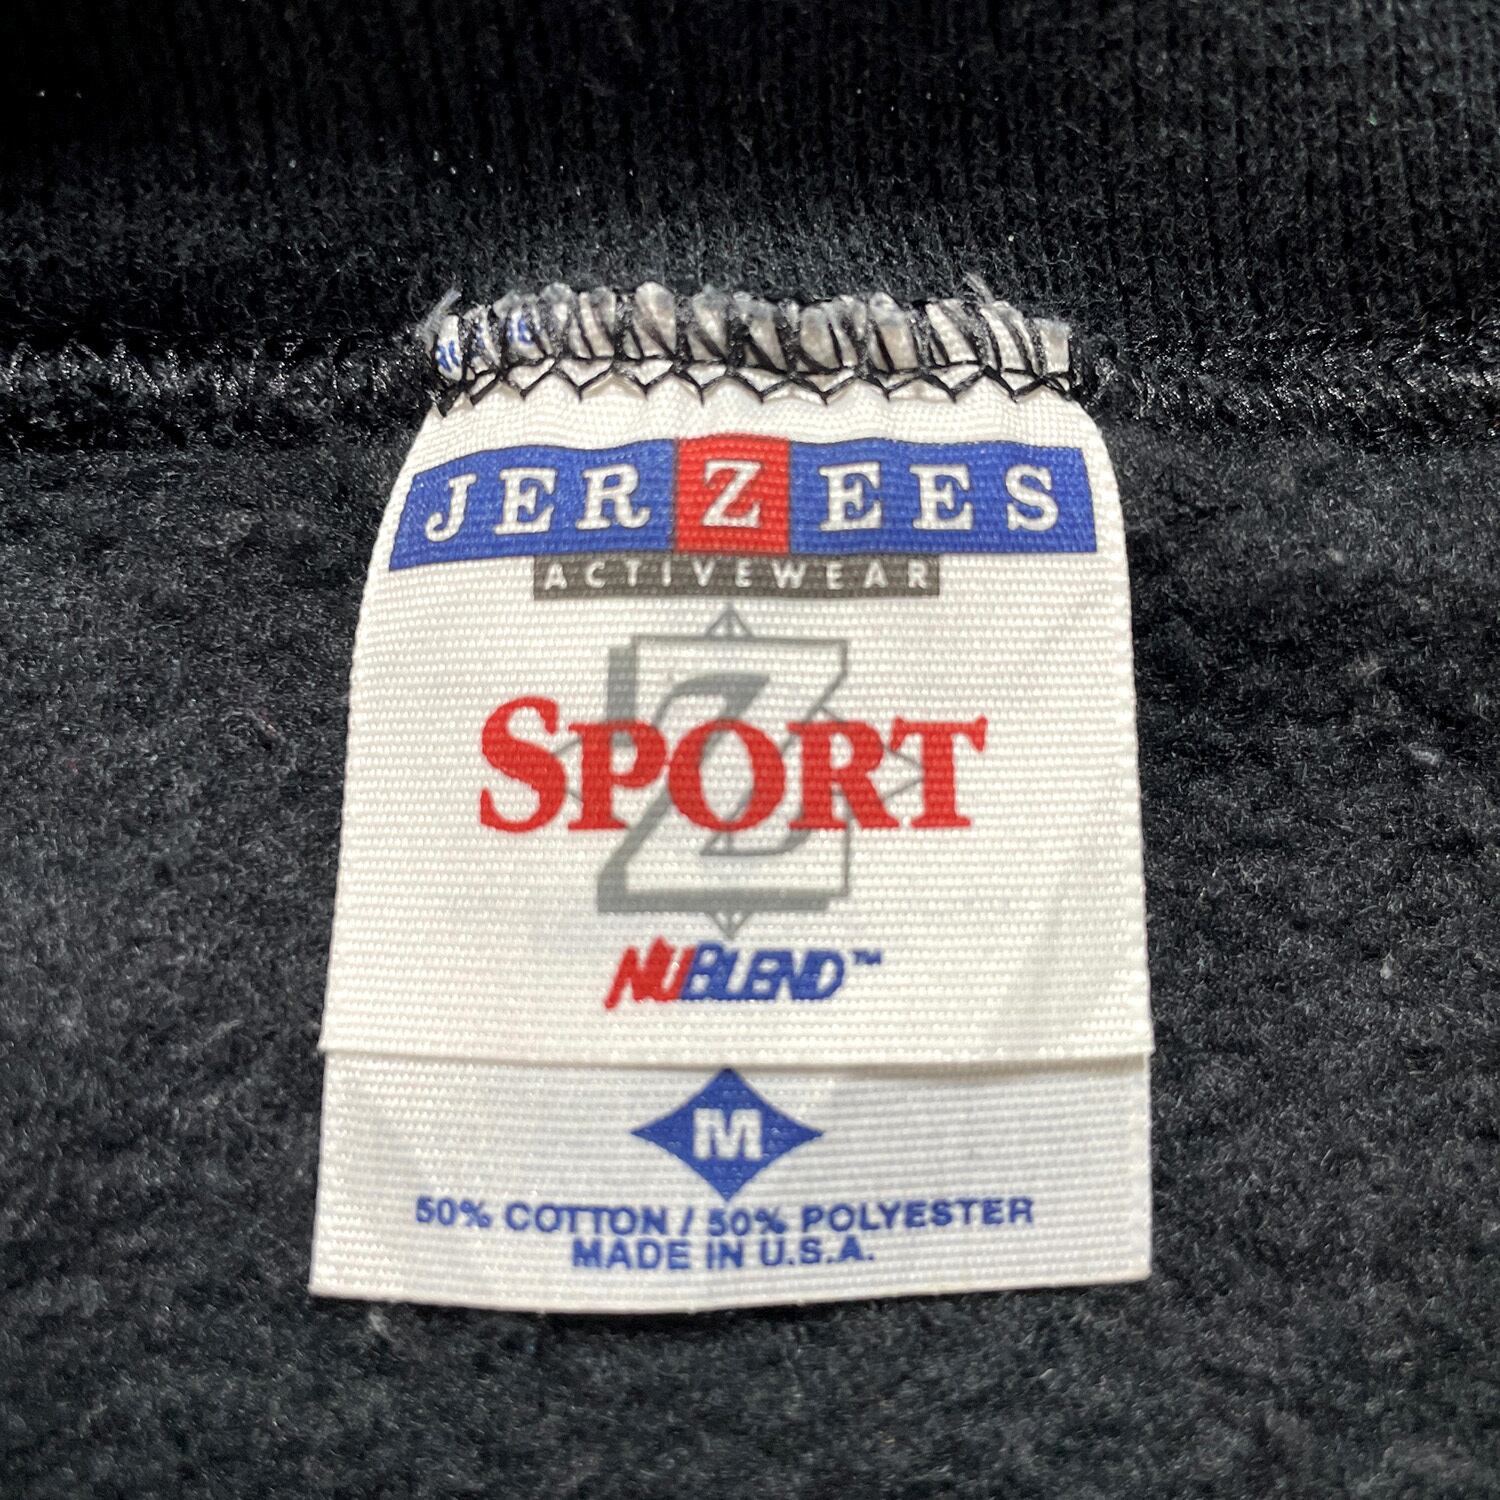 JERZEES
ACTIVEWEAR
Z
SPORT
NUBLEND™
M
50% COTTON / 50% POLYESTER
MADE IN U.S.A.